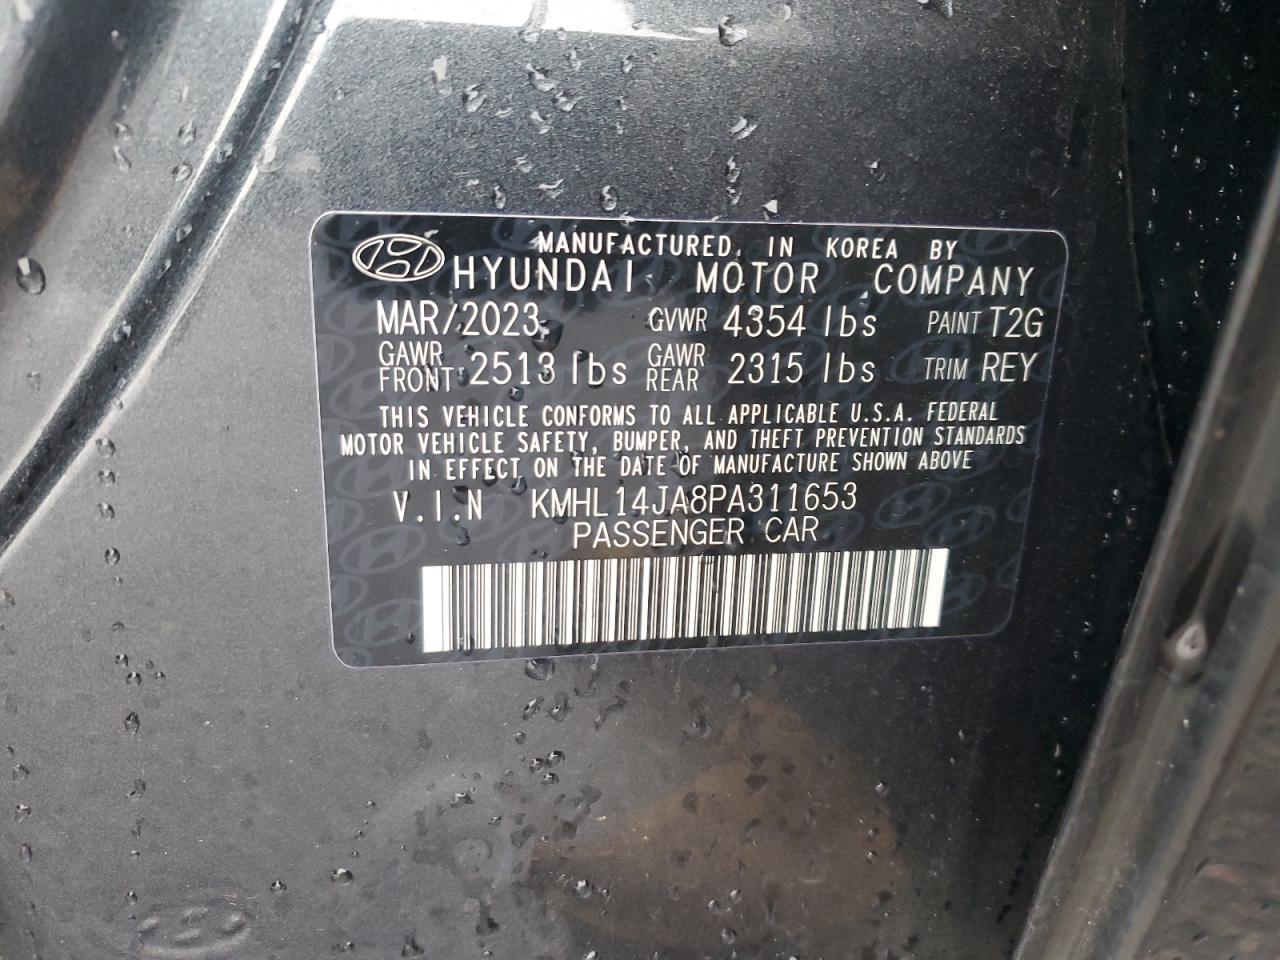 MANUFACTURED IN KOREA BY
HYUNDAI MOTOR COMPANY
MAR/2023 GVWR 4354 lbs PAINT T2G
GAWR FRONT 2513 lbs GAWR REAR 2315 lbs TRIM REY
THIS VEHICLE CONFORMS TO ALL APPLICABLE U.S.A. FEDERAL
MOTOR VEHICLE SAFETY, BUMPER, AND THEFT PREVENTION STANDARDS
IN EFFECT ON THE DATE OF MANUFACTURE SHOWN ABOVE
V.I.N KMHL14JA8PA311653
PASSENGER CAR